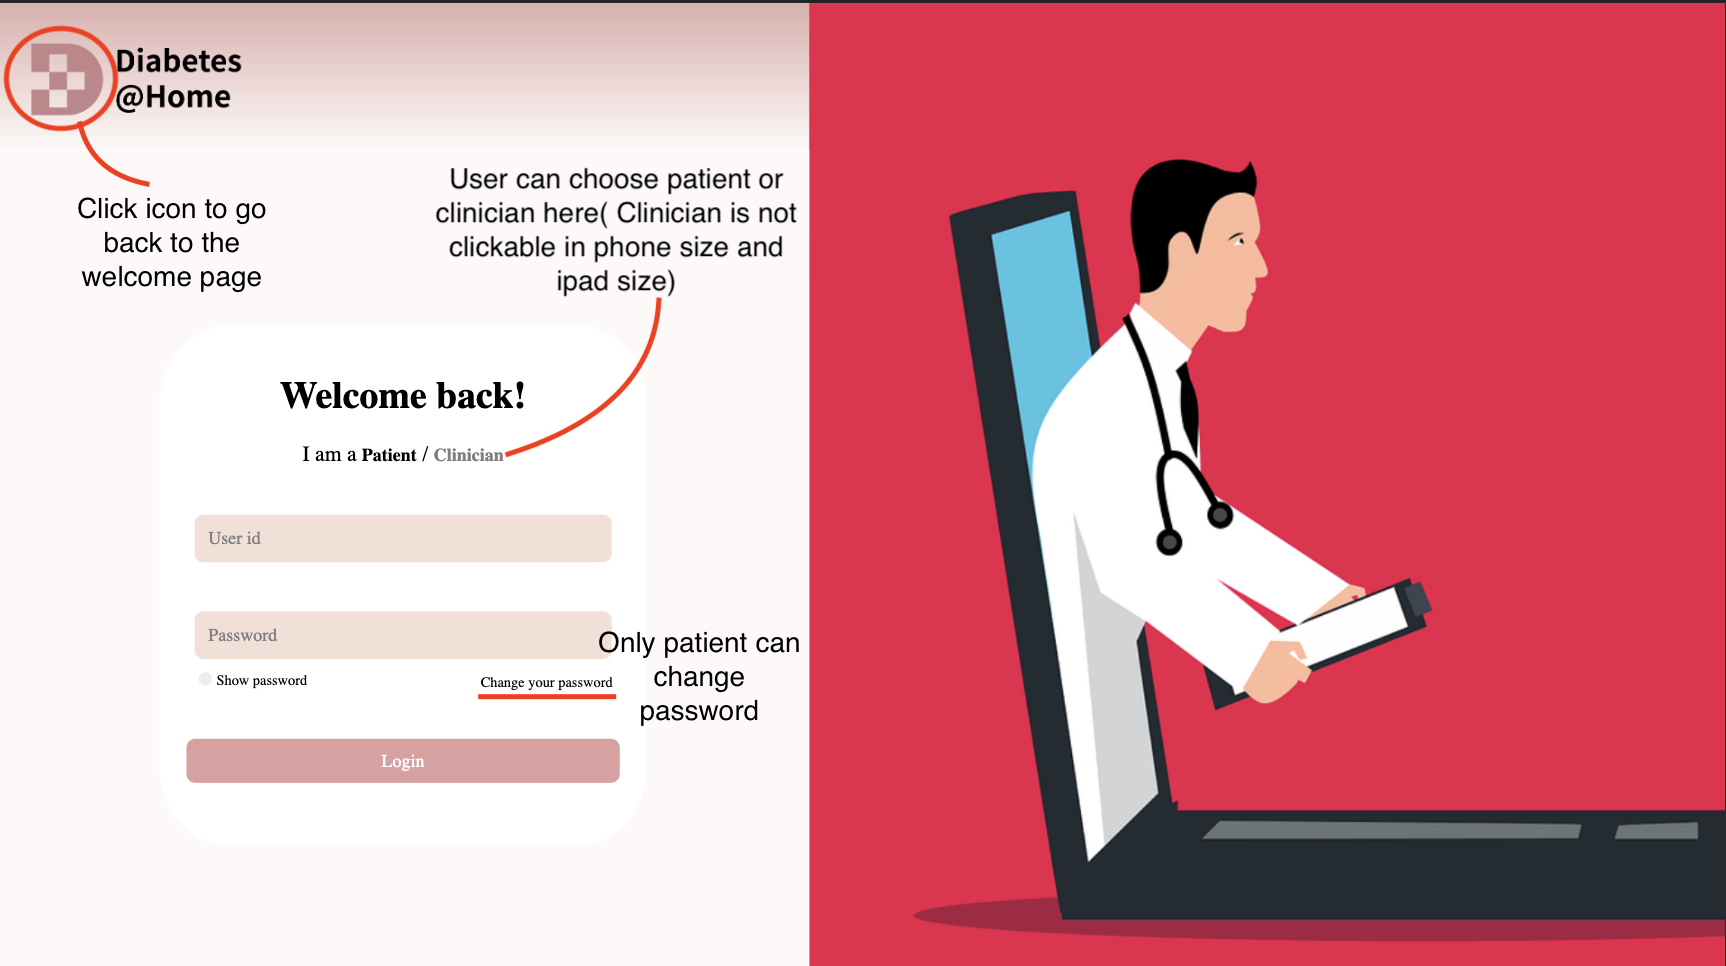 Diabetes
@Home
Click icon to go
back to the
welcome page
User can choose patient or
clinician here( Clinician is not
clickable in phone size and
ipad size)
Welcome back!
I am a Patient / Clinician
User id
Password
Only patient can
change
password
Show password
Change your password
Login